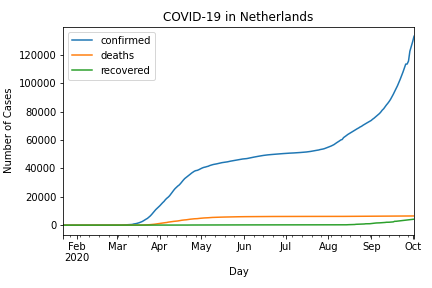 COVID-19 in Netherlands
confirmed
deaths
recovered
Number of Cases
120000
100000
80000
60000
40000
20000
0
Feb Mar Apr May Jun Jul Aug Sep Oct
2020
Day